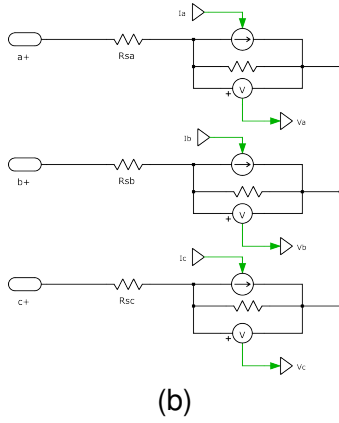 Ia
a+
Rsa
V
+
Va
Ib
b+
Rsb
V
+
Vb
Ic
c+
Rsc
V
+
Vc
(b)